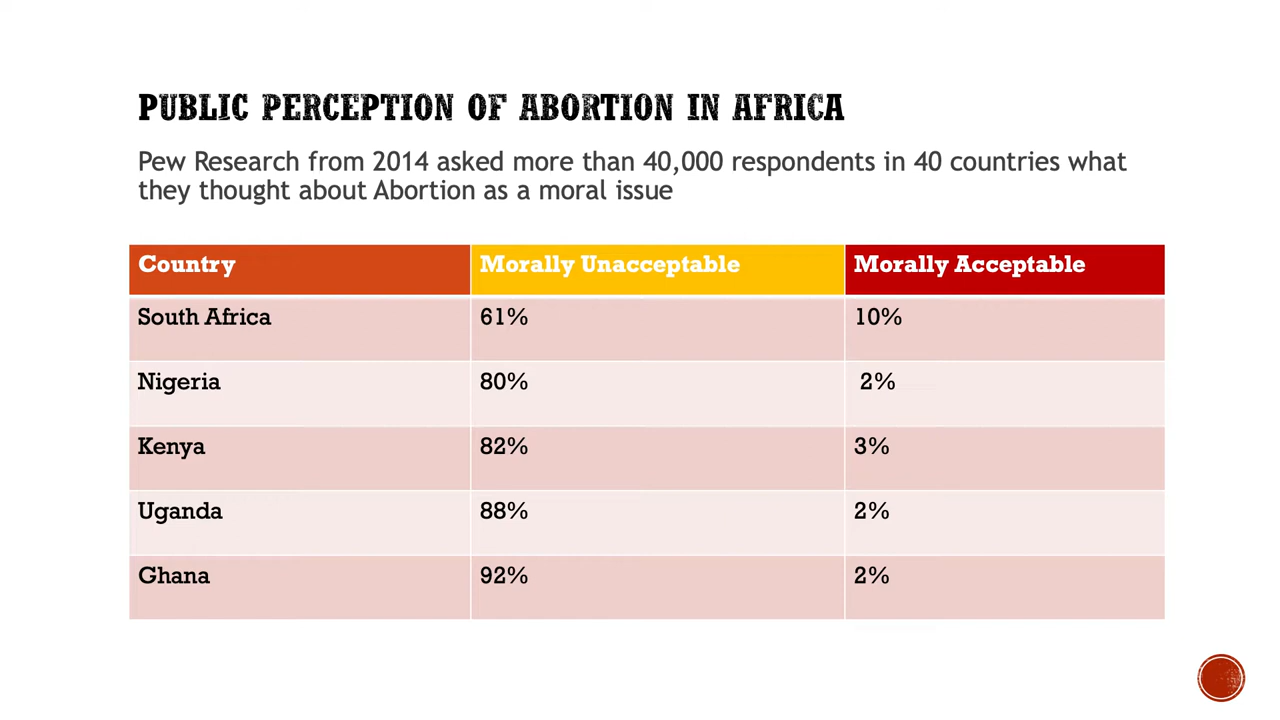 PUBLIC PERCEPTION OF ABORTION IN AFRICA
Pew Research from 2014 asked more than 40,000 respondents in 40 countries what
they thought about Abortion as a moral issue
Country Morally Unacceptable Morally Acceptable
South Africa 61% 10%
Nigeria 80% 2%
Kenya 82% 3%
Uganda 88% 2%
Ghana 92% 2%